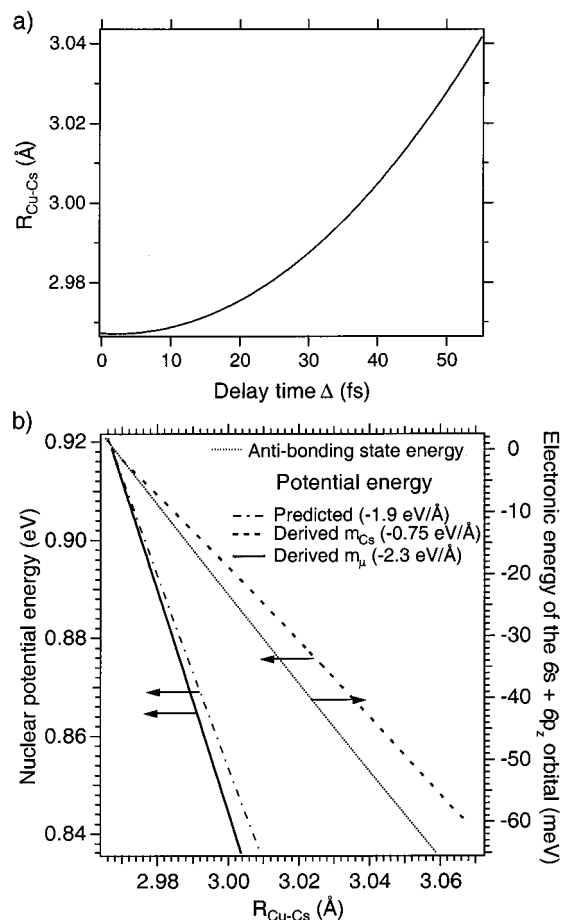 a)
3.04
3.02
3.00
2.98
R_Cu-Cs (Å)
0 10 20 30 40 50
Delay time Δ (fs)
b)
0.92
0.90
0.88
0.86
0.84
Nuclear potential energy (eV)
Anti-bonding state energy
Potential energy
Predicted (-1.9 eV/Å)
Derived m_Cs (-0.75 eV/Å)
Derived m_μ (-2.3 eV/Å)
0
-10
-20
-30
-40
-50
-60
Electronic energy of the 6s + 6p_z orbital (meV)
2.98 3.00 3.02 3.04 3.06
R_Cu-Cs (Å)